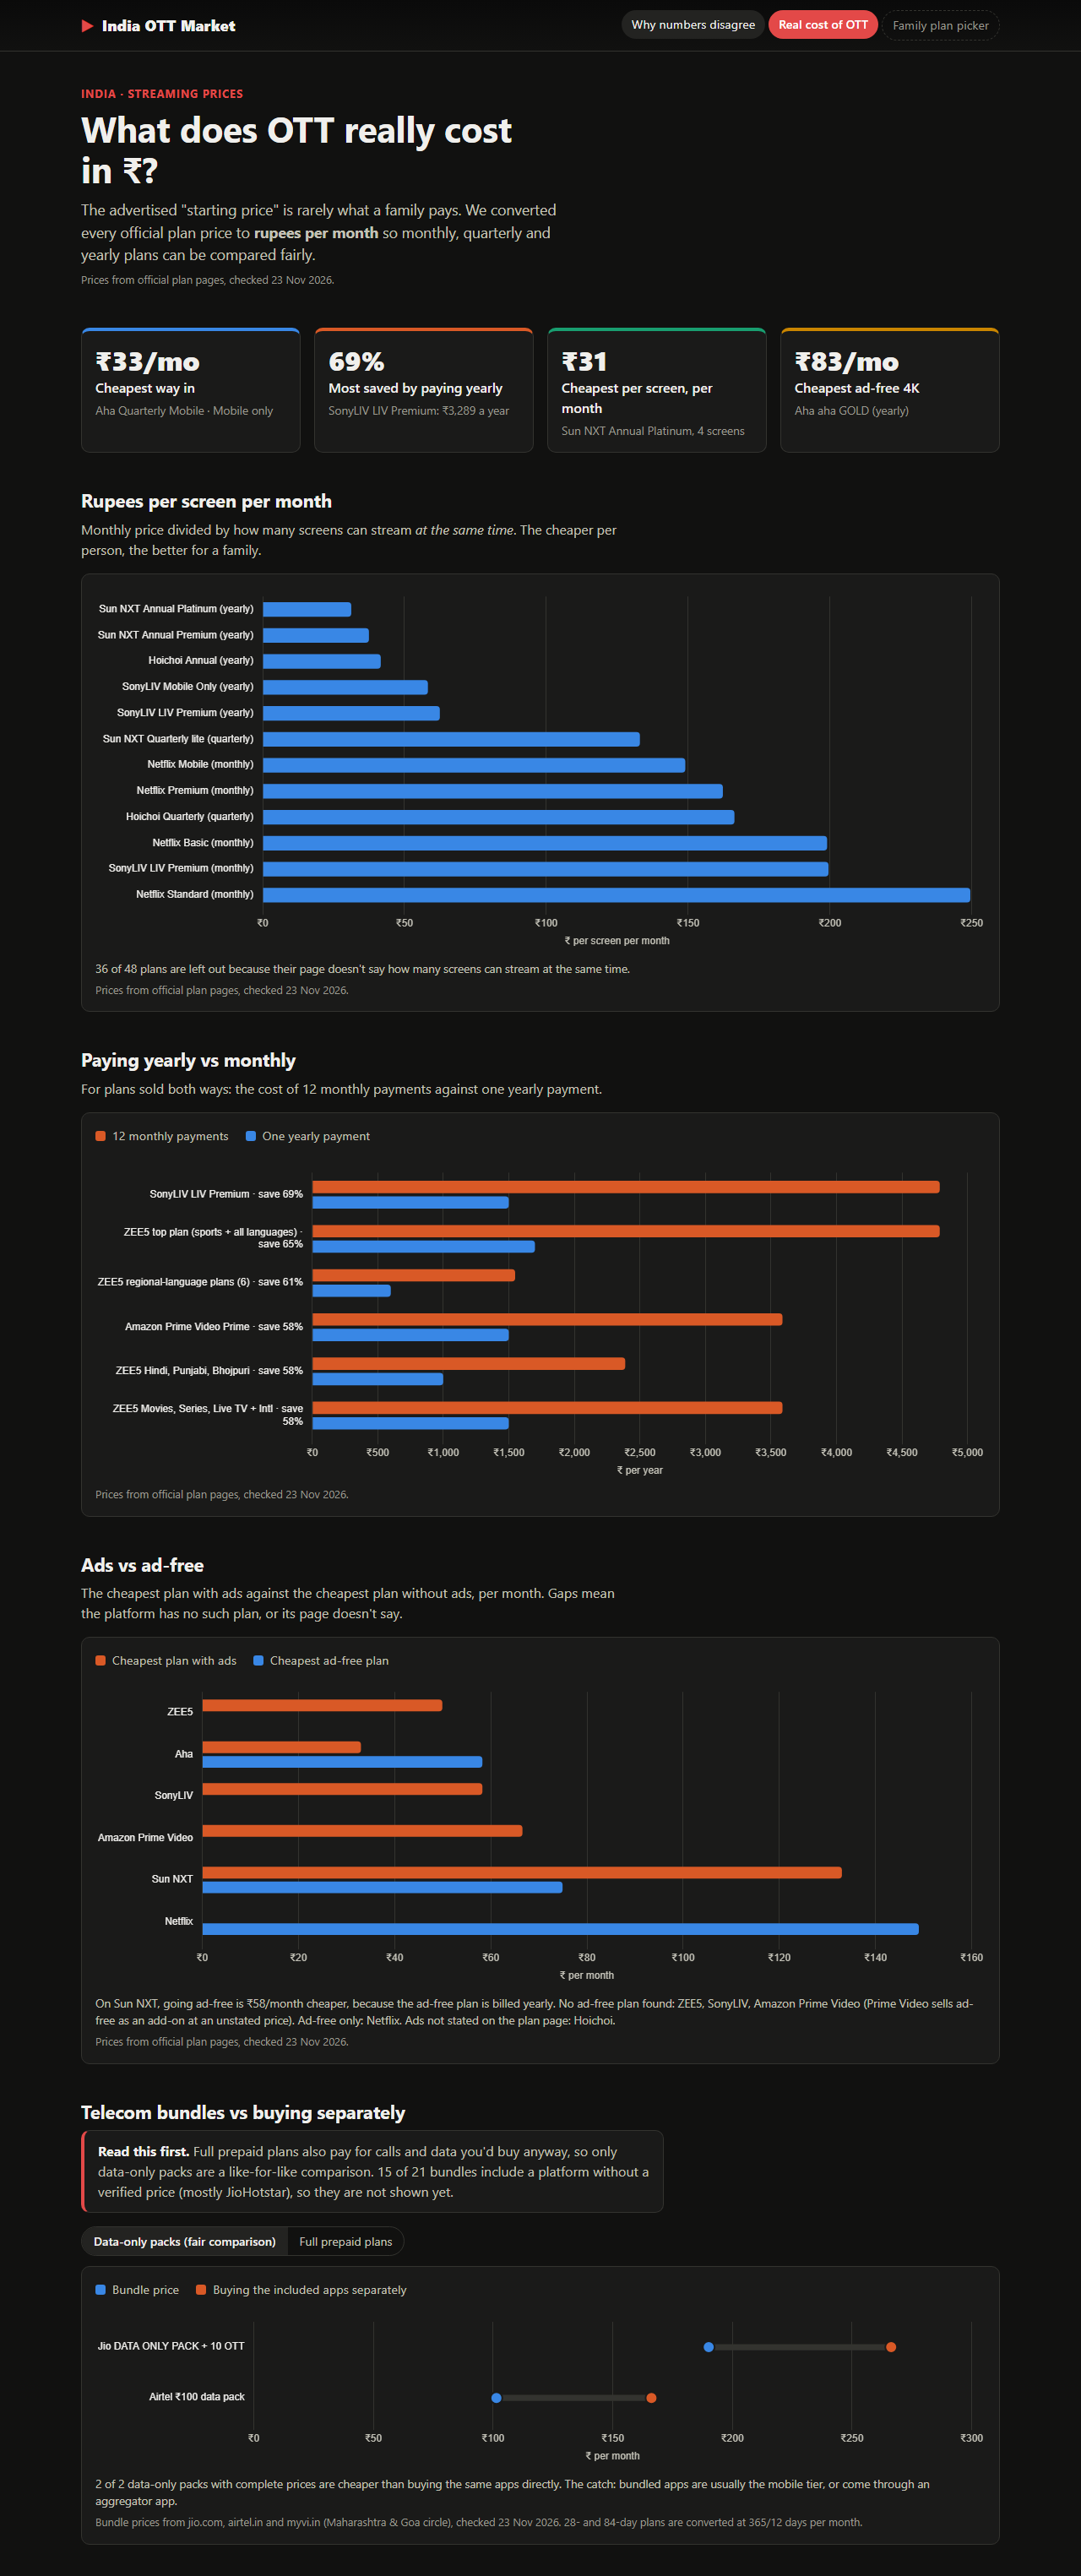 India OTT Market
Why numbers disagree
Real cost of OTT
Family plan picker
INDIA · STREAMING PRICES
What does OTT really cost
in ₹?
The advertised "starting price" is rarely what a family pays. We converted
every official plan price to rupees per month so monthly, quarterly and
yearly plans can be compared fairly.
Prices from official plan pages, checked 23 Nov 2026.
₹33/mo
Cheapest way in
Aha Quarterly Mobile · Mobile only
69%
Most saved by paying yearly
SonyLIV LIV Premium: ₹3,289 a year
₹31
Cheapest per screen, per
month
Sun NXT Annual Platinum, 4 screens
₹83/mo
Cheapest ad-free 4K
Aha aha GOLD (yearly)
Rupees per screen per month
Monthly price divided by how many screens can stream at the same time. The cheaper per
person, the better for a family.
Sun NXT Annual Platinum (yearly)
Sun NXT Annual Premium (yearly)
Hoichoi Annual (yearly)
SonyLIV Mobile Only (yearly)
SonyLIV LIV Premium (yearly)
Sun NXT Quarterly lite (quarterly)
Netflix Mobile (monthly)
Netflix Premium (monthly)
Hoichoi Quarterly (quarterly)
Netflix Basic (monthly)
SonyLIV LIV Premium (monthly)
Netflix Standard (monthly)
₹0 ₹50 ₹100 ₹150 ₹200 ₹250
₹ per screen per month
36 of 48 plans are left out because their page doesn't say how many screens can stream at the same time.
Prices from official plan pages, checked 23 Nov 2026.
Paying yearly vs monthly
For plans sold both ways: the cost of 12 monthly payments against one yearly payment.
12 monthly payments One yearly payment
SonyLIV LIV Premium · save 69%
ZEE5 top plan (sports + all languages) ·
save 65%
ZEE5 regional-language plans (6) · save 61%
Amazon Prime Video Prime · save 58%
ZEE5 Hindi, Punjabi, Bhojpuri · save 58%
ZEE5 Movies, Series, Live TV + Intl · save
58%
₹0 ₹500 ₹1,000 ₹1,500 ₹2,000 ₹2,500 ₹3,000 ₹3,500 ₹4,000 ₹4,500 ₹5,000
₹ per year
Prices from official plan pages, checked 23 Nov 2026.
Ads vs ad-free
The cheapest plan with ads against the cheapest plan without ads, per month. Gaps mean
the platform has no such plan, or its page doesn't say.
Cheapest plan with ads Cheapest ad-free plan
ZEE5
Aha
SonyLIV
Amazon Prime Video
Sun NXT
Netflix
₹0 ₹20 ₹40 ₹60 ₹80 ₹100 ₹120 ₹140 ₹160
₹ per month
On Sun NXT, going ad-free is ₹58/month cheaper, because the ad-free plan is billed yearly. No ad-free plan found: ZEE5, SonyLIV, Amazon Prime Video (Prime Video sells ad-
free as an add-on at an unstated price). Ad-free only: Netflix. Ads not stated on the plan page: Hoichoi.
Prices from official plan pages, checked 23 Nov 2026.
Telecom bundles vs buying separately
Read this first. Full prepaid plans also pay for calls and data you'd buy anyway, so only
data-only packs are a like-for-like comparison. 15 of 21 bundles include a platform without a
verified price (mostly JioHotstar), so they are not shown yet.
Data-only packs (fair comparison) Full prepaid plans
Bundle price Buying the included apps separately
Jio DATA ONLY PACK + 10 OTT
Airtel ₹100 data pack
₹0 ₹50 ₹100 ₹150 ₹200 ₹250 ₹300
₹ per month
2 of 2 data-only packs with complete prices are cheaper than buying the same apps directly. The catch: bundled apps are usually the mobile tier, or come through an
aggregator app.
Bundle prices from jio.com, airtel.in and myvi.in (Maharashtra & Goa circle), checked 23 Nov 2026. 28- and 84-day plans are converted at 365/12 days per month.